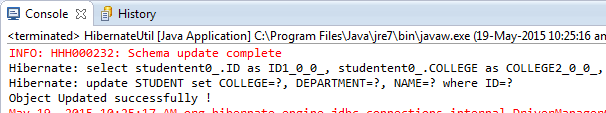 Console History
<terminated> HibernateUtil [Java Application] C:\Program Files\Java\jre7\bin\javaw.exe (19-May-2015 10:25:16 an
INFO: HHH000232: Schema update complete
Hibernate: select studentent0_.ID as ID1_0_0_, studentent0_.COLLEGE as COLLEGE2_0_0_,
Hibernate: update STUDENT set COLLEGE=?, DEPARTMENT=?, NAME=? where ID=?
Object Updated successfully !
May 19, 2015 10:25:17 AM org.hibernate.engine.jdbc.connections.internal.DriverManager